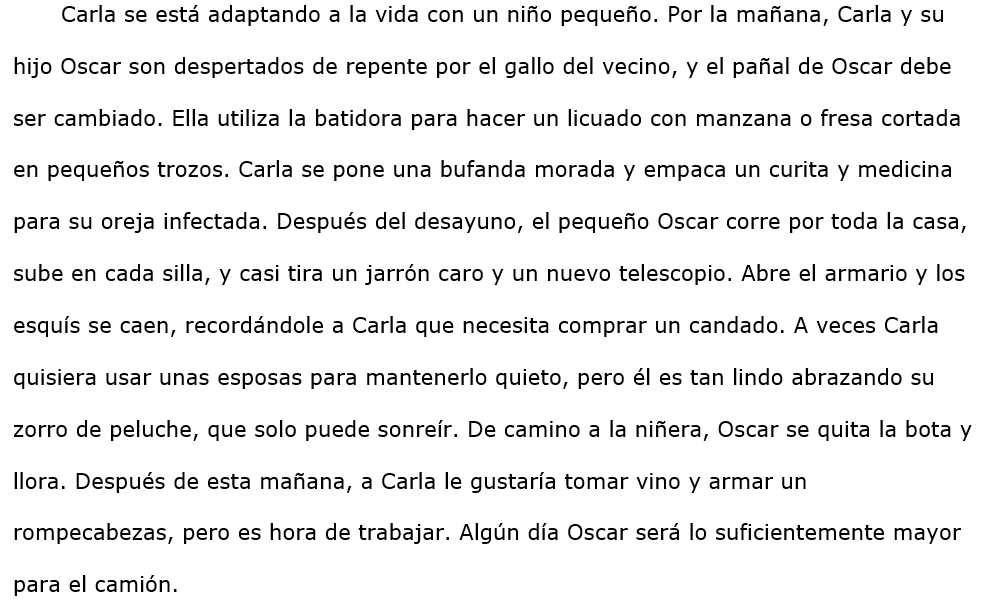 Carla se está adaptando a la vida con un niño pequeño. Por la mañana, Carla y su
hijo Oscar son despertados de repente por el gallo del vecino, y el pañal de Oscar debe
ser cambiado. Ella utiliza la batidora para hacer un licuado con manzana o fresa cortada
en pequeños trozos. Carla se pone una bufanda morada y empaca un curita y medicina
para su oreja infectada. Después del desayuno, el pequeño Oscar corre por toda la casa,
sube en cada silla, y casi tira un jarrón caro y un nuevo telescopio. Abre el armario y los
esquís se caen, recordándole a Carla que necesita comprar un candado. A veces Carla
quisiera usar unas esposas para mantenerlo quieto, pero él es tan lindo abrazando su
zorro de peluche, que solo puede sonreír. De camino a la niñera, Oscar se quita la bota y
llora. Después de esta mañana, a Carla le gustaría tomar vino y armar un
rompecabezas, pero es hora de trabajar. Algún día Oscar será lo suficientemente mayor
para el camión.